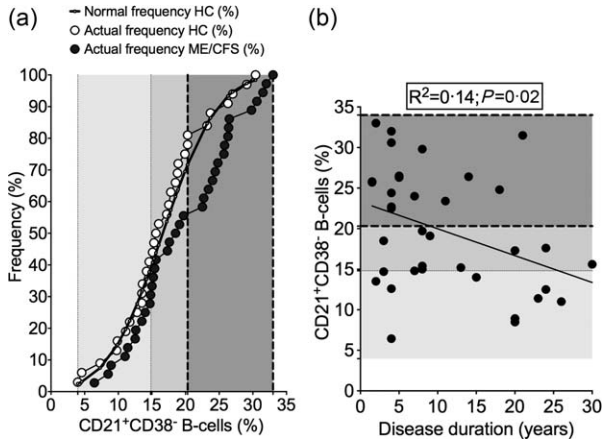 (a)
Normal frequency HC (%)
Actual frequency HC (%)
Actual frequency ME/CFS (%)
100
90
80
70
60
50
40
30
20
10
0
Frequency (%)
0 5 10 15 20 25 30 35
CD21⁺CD38⁻ B-cells (%)
(b)
R²=0·14; P=0·02
35
30
25
20
15
10
5
0
CD21⁺CD38⁻ B-cells (%)
0 5 10 15 20 25 30
Disease duration (years)